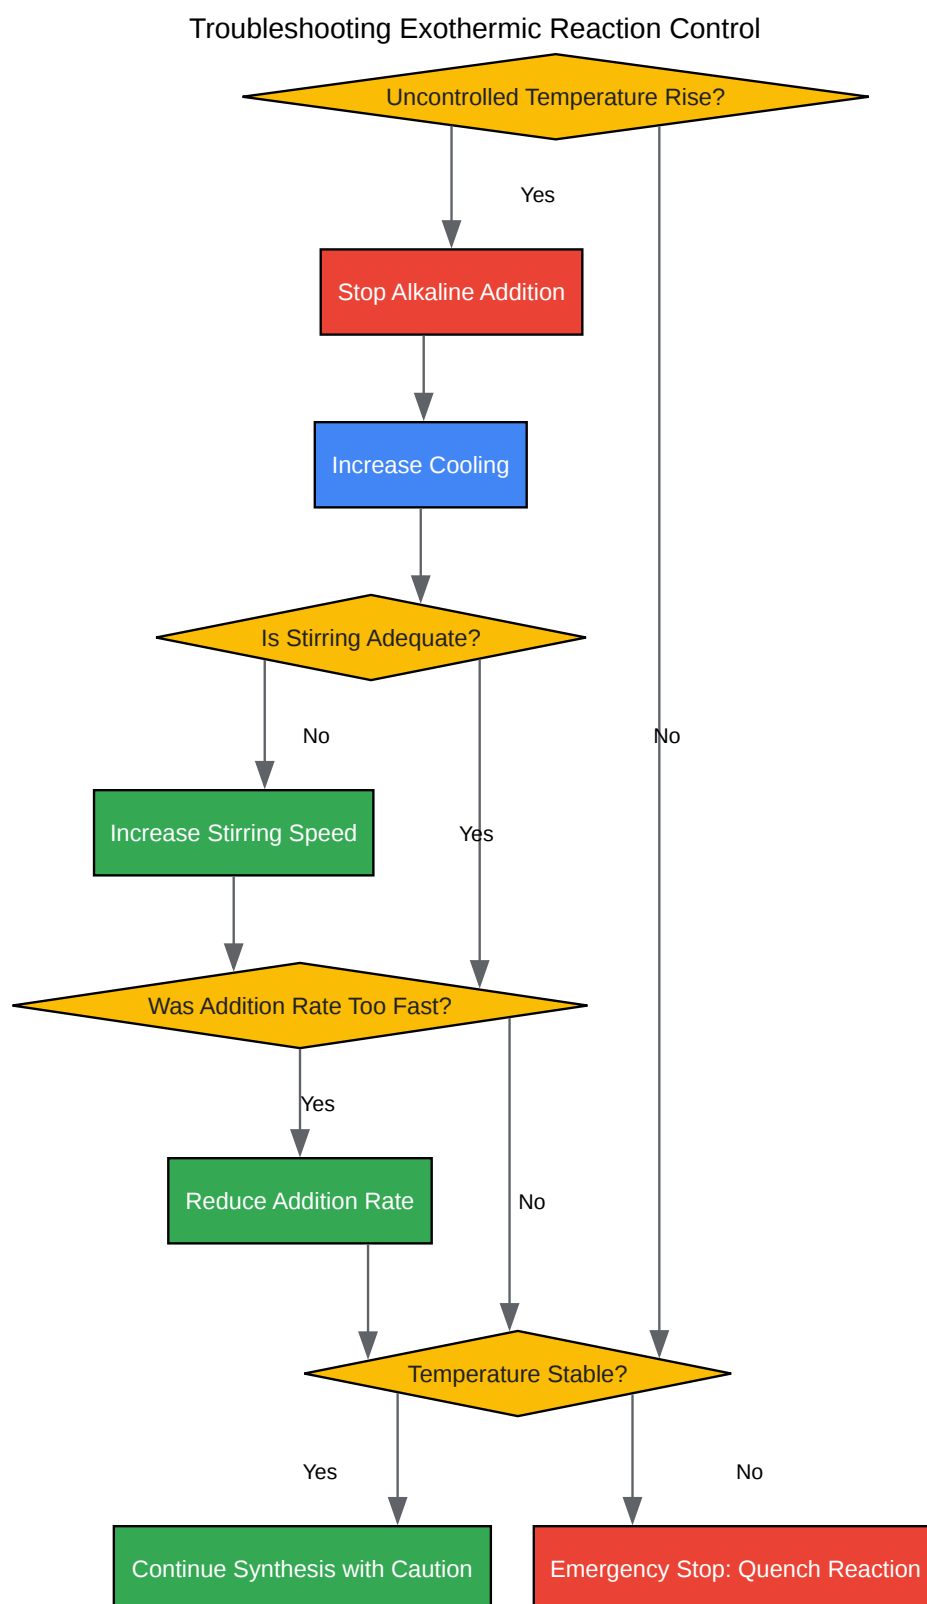 Troubleshooting Exothermic Reaction Control
Uncontrolled Temperature Rise?
Yes
Stop Alkaline Addition
Increase Cooling
Is Stirring Adequate?
No
No
Increase Stirring Speed
Yes
Was Addition Rate Too Fast?
Yes
Reduce Addition Rate
No
Temperature Stable?
Yes
No
Continue Synthesis with Caution
Emergency Stop: Quench Reaction